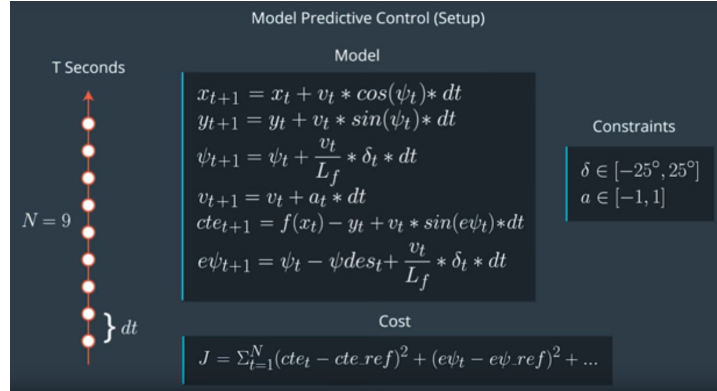 Model Predictive Control (Setup)
T Seconds
N = 9
} dt
Model
x_{t+1} = x_t + v_t * cos(ψ_t) * dt
y_{t+1} = y_t + v_t * sin(ψ_t) * dt
ψ_{t+1} = ψ_t + \frac{v_t}{L_f} * δ_t * dt
v_{t+1} = v_t + a_t * dt
cte_{t+1} = f(x_t) − y_t + v_t * sin(eψ_t) * dt
eψ_{t+1} = ψ_t − ψdes_t + \frac{v_t}{L_f} * δ_t * dt
Constraints
δ ∈ [−25°, 25°]
a ∈ [−1, 1]
Cost
J = Σ_{t=1}^{N} (cte_t − cte_ref)^2 + (eψ_t − eψ_ref)^2 + ...